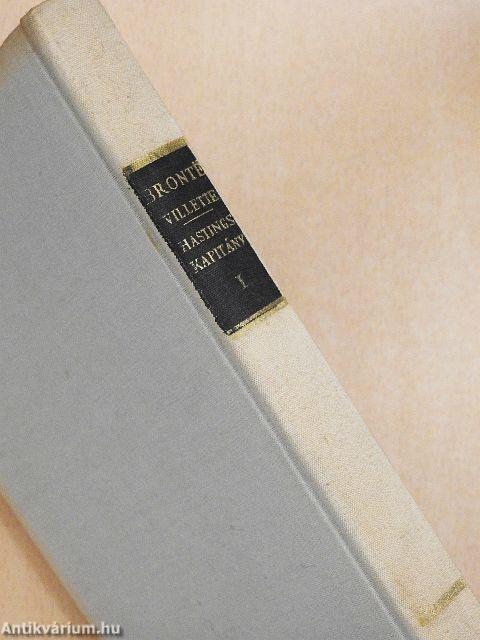 BRONTË
VILLETTE
HASTINGS
KAPITÁNY
I
Antikvárium.hu